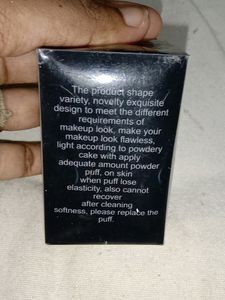 The product shape
variety, novelty exquisite
design to meet the different
requirements of
makeup look, make your
makeup look flawless,
light according to powdery
cake with apply
adequate amount powder
puff, on skin
when puff lose
elasticity, also cannot
recover
after cleaning
softness, please replace the
puff.